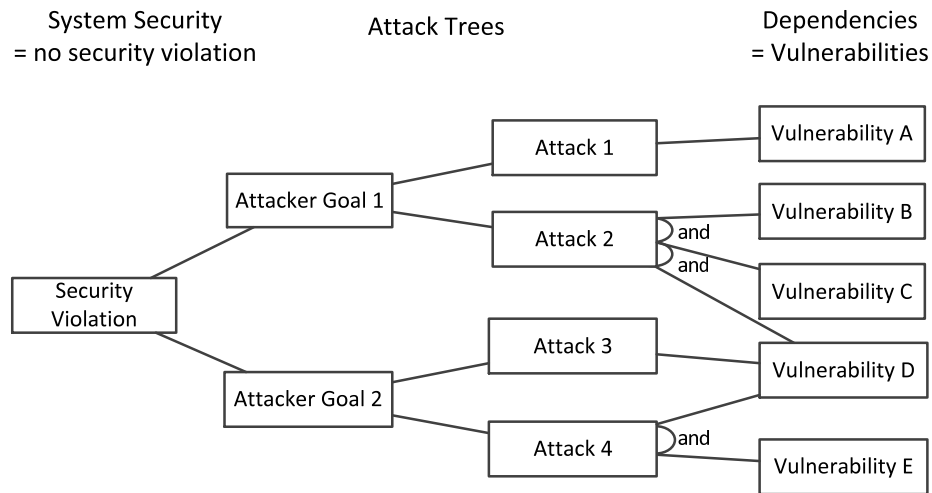 System Security
= no security violation
Attack Trees
Dependencies
= Vulnerabilities
Security
Violation
Attacker Goal 1
Attacker Goal 2
Attack 1
Attack 2
and
and
Attack 3
Attack 4
and
Vulnerability A
Vulnerability B
Vulnerability C
Vulnerability D
Vulnerability E